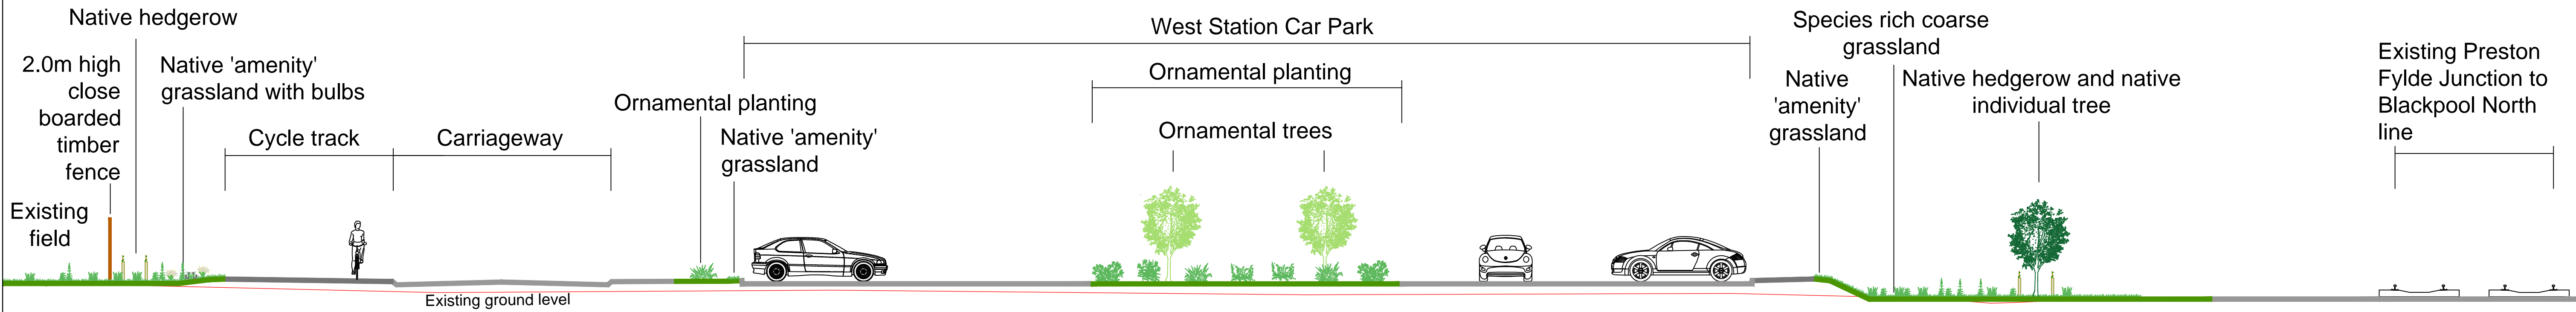 Native hedgerow
2.0m high
close
boarded
timber
fence
Existing
field
Native 'amenity'
grassland with bulbs
Cycle track
Carriageway
Existing ground level
Ornamental planting
Native 'amenity'
grassland
West Station Car Park
Ornamental planting
Ornamental trees
Native
'amenity'
grassland
Species rich coarse
grassland
Native hedgerow and native
individual tree
Existing Preston
Fylde Junction to
Blackpool North
line